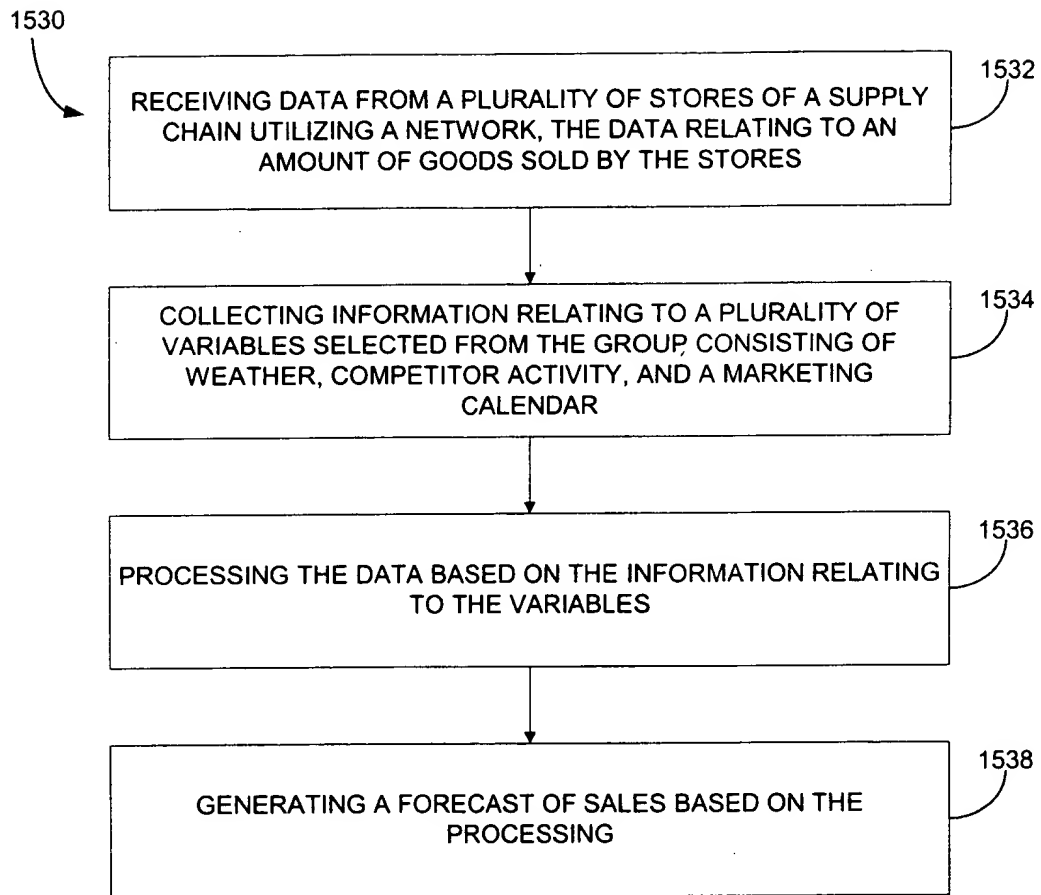 1530
1532
RECEIVING DATA FROM A PLURALITY OF STORES OF A SUPPLY
CHAIN UTILIZING A NETWORK, THE DATA RELATING TO AN
AMOUNT OF GOODS SOLD BY THE STORES
1534
COLLECTING INFORMATION RELATING TO A PLURALITY OF
VARIABLES SELECTED FROM THE GROUP CONSISTING OF
WEATHER, COMPETITOR ACTIVITY, AND A MARKETING
CALENDAR
1536
PROCESSING THE DATA BASED ON THE INFORMATION RELATING
TO THE VARIABLES
1538
GENERATING A FORECAST OF SALES BASED ON THE
PROCESSING